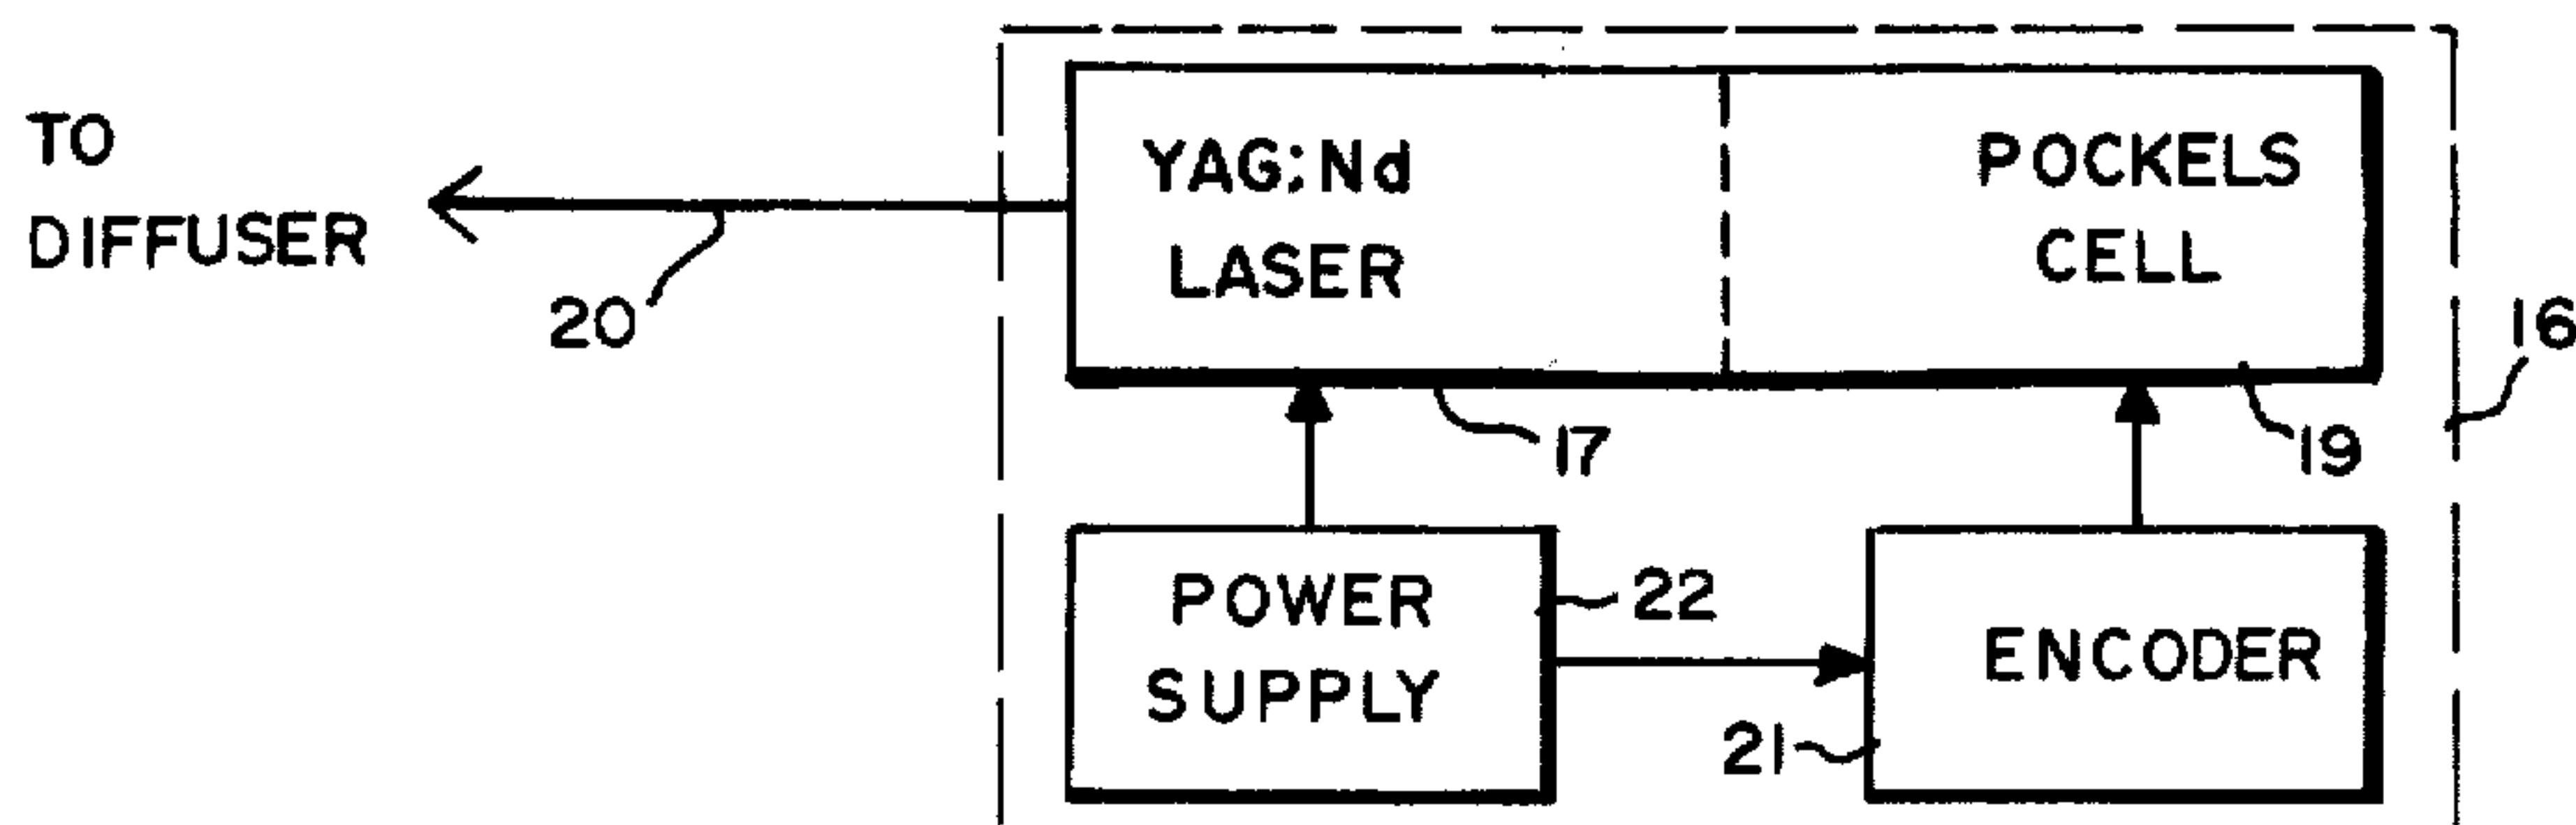 TO
DIFFUSER
20
YAG:Nd
LASER
POCKELS
CELL
16
17
19
POWER
SUPPLY
22
21
ENCODER